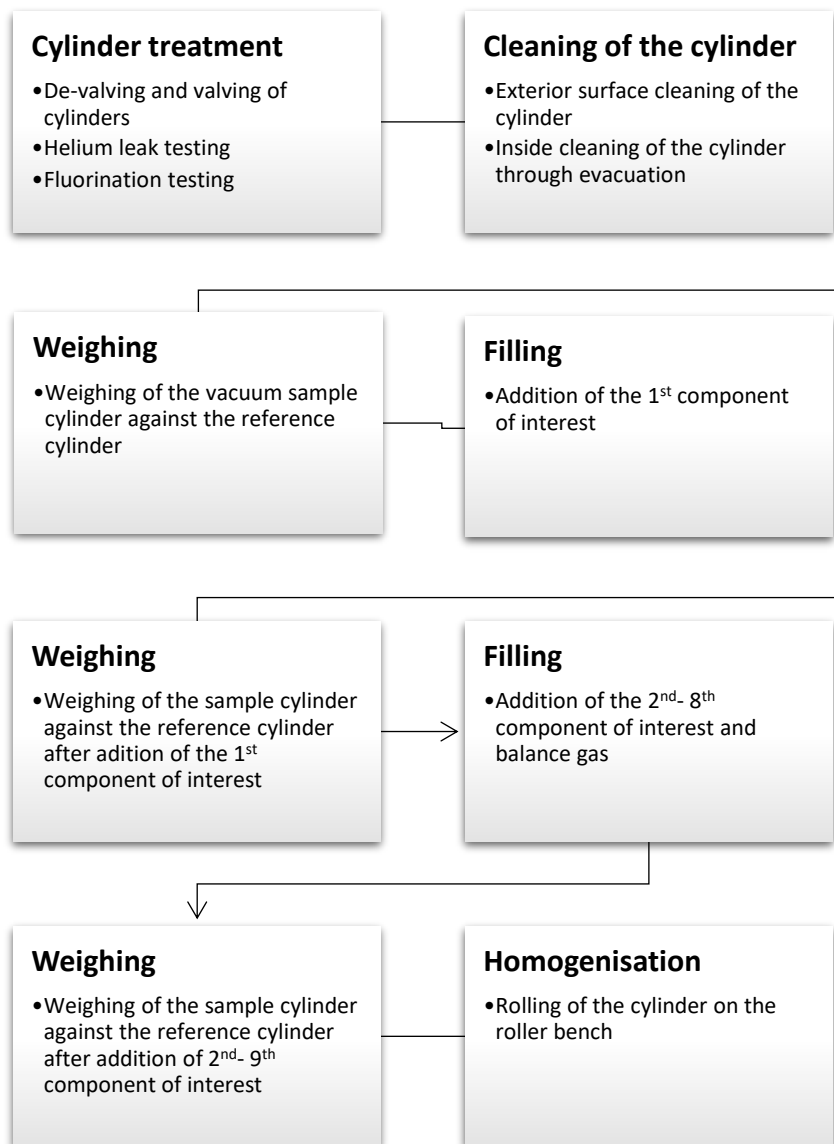 Cylinder treatment
•De-valving and valving of
cylinders
•Helium leak testing
•Fluorination testing
Cleaning of the cylinder
•Exterior surface cleaning of the
cylinder
•Inside cleaning of the cylinder
through evacuation
Weighing
•Weighing of the vacuum sample
cylinder against the reference
cylinder
Filling
•Addition of the 1st component
of interest
Weighing
•Weighing of the sample cylinder
against the reference cylinder
after adition of the 1st
component of interest
Filling
•Addition of the 2nd- 8th
component of interest and
balance gas
Weighing
•Weighing of the sample cylinder
against the reference cylinder
after addition of 2nd- 9th
component of interest
Homogenisation
•Rolling of the cylinder on the
roller bench